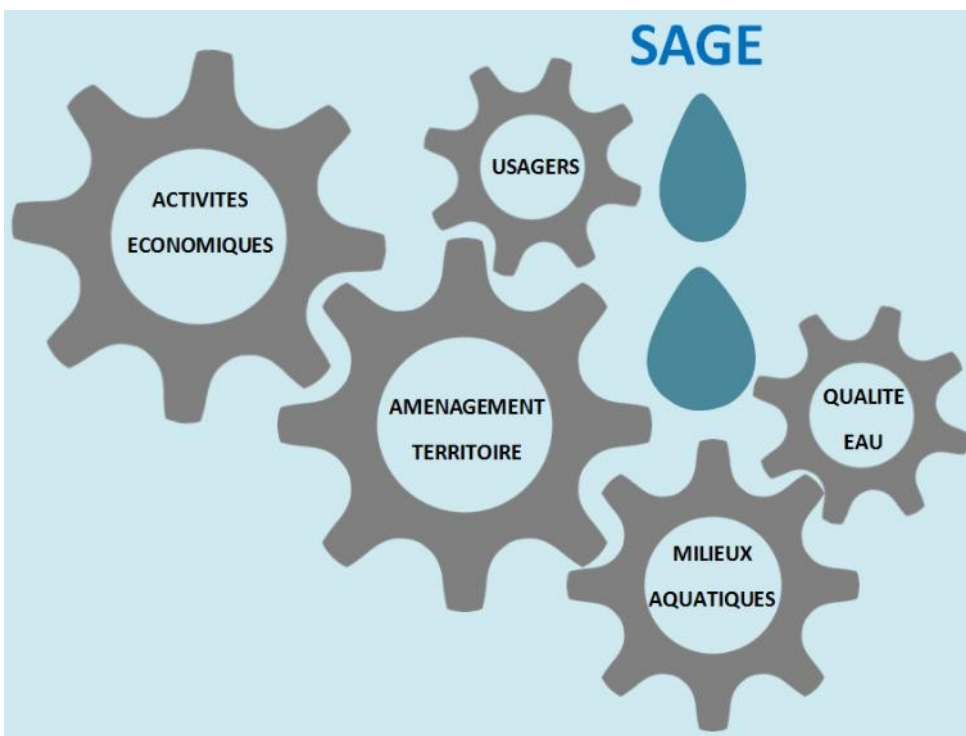 SAGE
USAGERS
ACTIVITES
ECONOMIQUES
AMENAGEMENT
TERRITOIRE
QUALITE
EAU
MILIEUX
AQUATIQUES